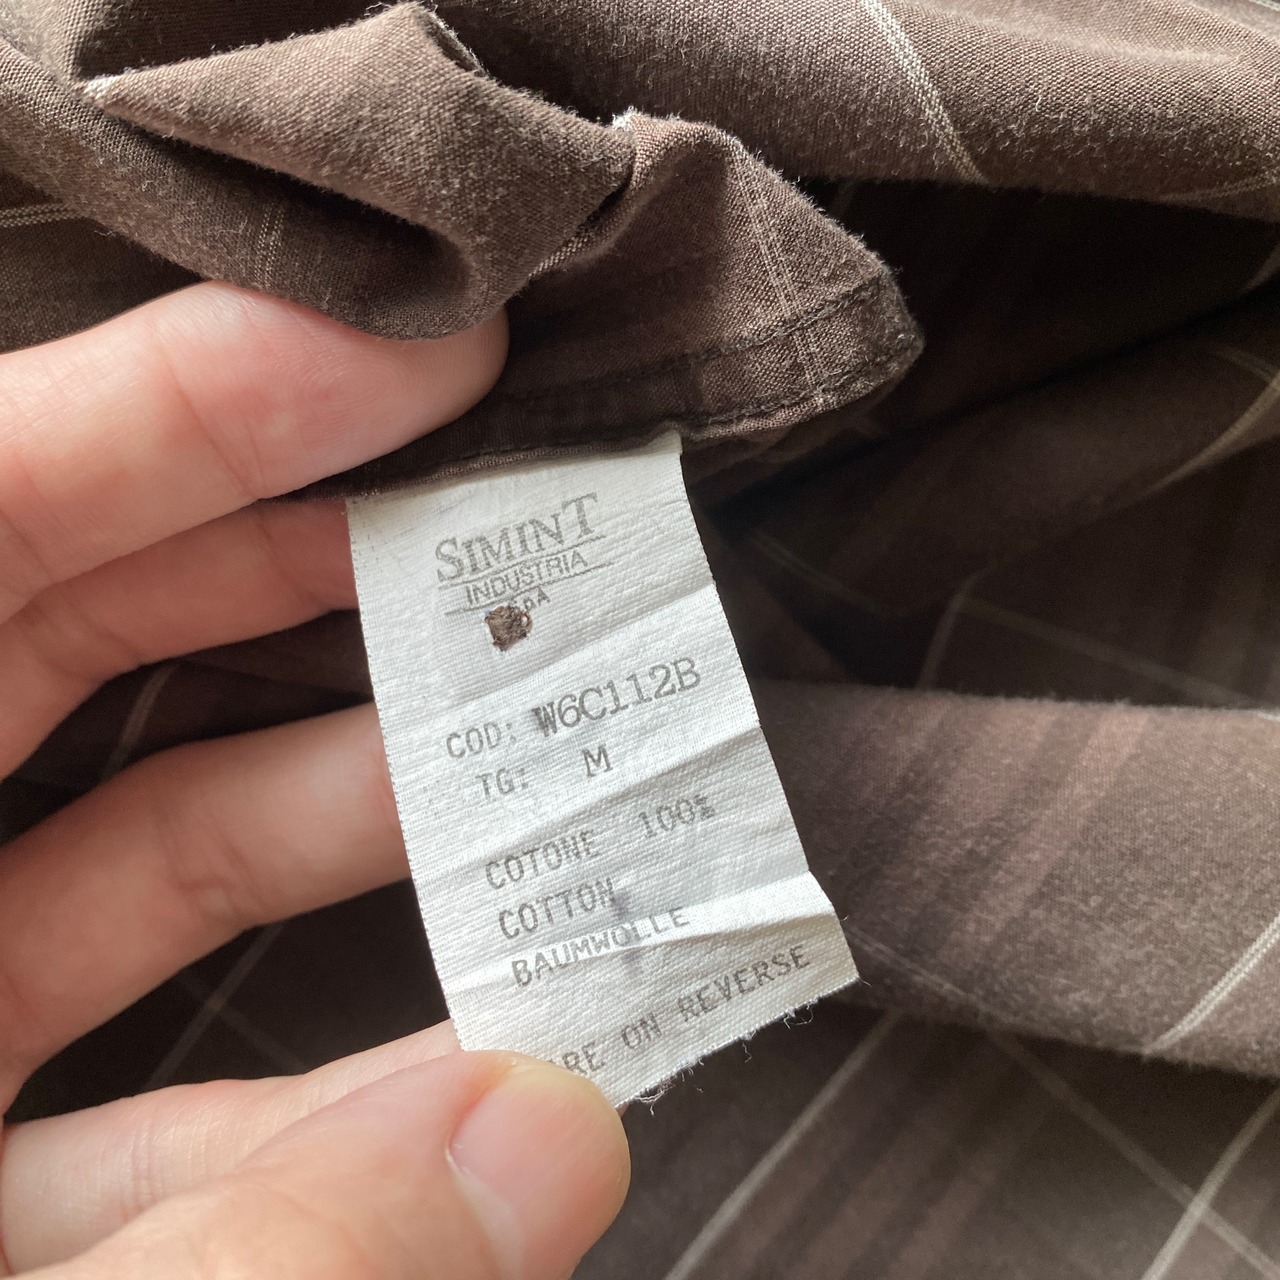 SIMINT
INDUSTRIA
COD: W6C112B
TG: M
COTONE 100%
COTTON
BAUMWOLLE
ON REVERSE